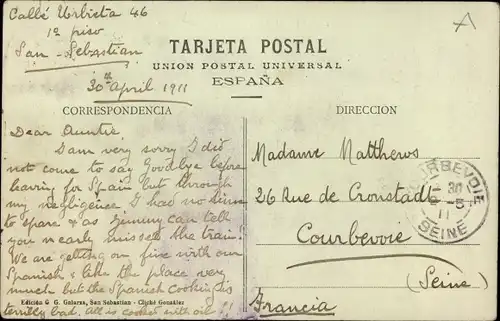 Callé Urbieta 46
1º piso
San-Sebastian
30th April 1911
A
TARJETA POSTAL
UNION POSTAL UNIVERSAL
ESPAÑA
CORRESPONDENCIA
Dear Auntie,
I am very sorry I did
not come to say Goodbye before
leaving for Spain but through
my negligence I had no time
to spare & as Jimmy can tell
you nearly missed the train!
We are getting on fine with our
Spanish & like the place very
much but the Spanish cooking is
terribly bad. All is cooked with oil!!
Edición G. G. Galarza, San Sebastian - Cliché González
DIRECCION
Madame Matthews
26 Rue de Cronstadt
Courbevoie
(Seine)
Francia
COURBEVOIE
30
-5
11
SEINE